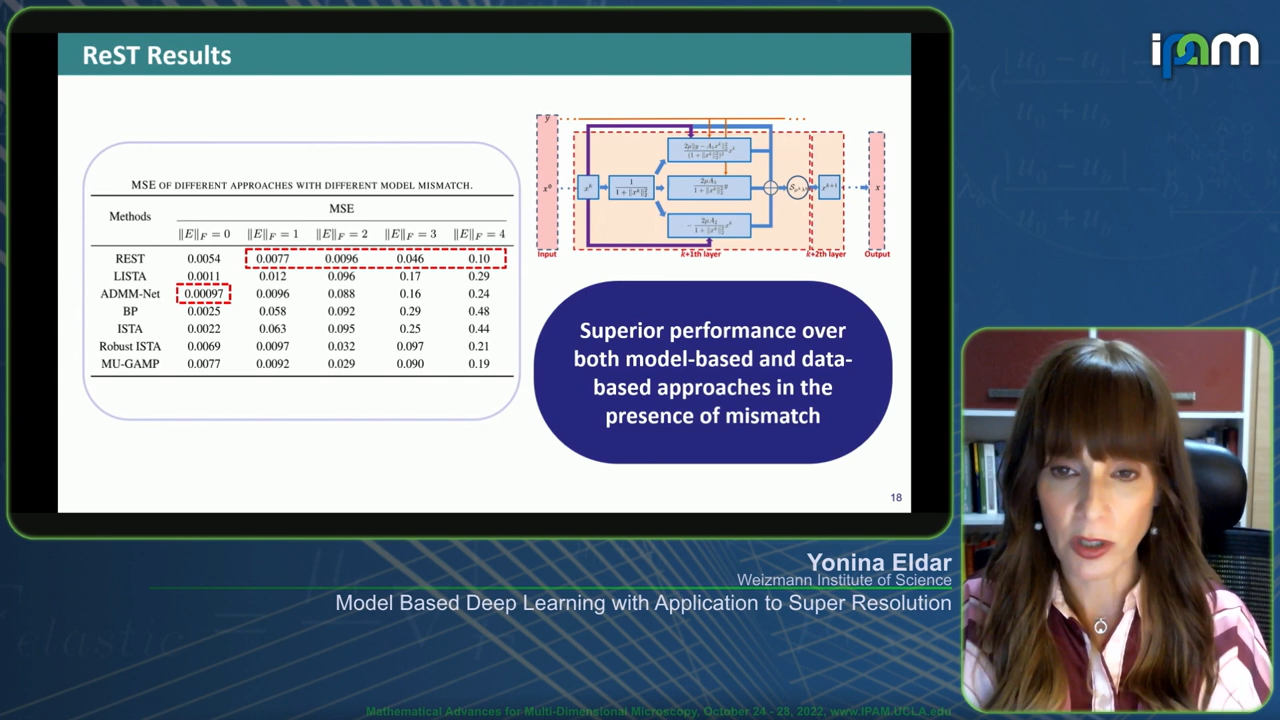 ReST Results
ipam
MSE OF DIFFERENT APPROACHES WITH DIFFERENT MODEL MISMATCH.
Methods MSE
‖E‖F = 0 ‖E‖F = 1 ‖E‖F = 2 ‖E‖F = 3 ‖E‖F = 4
REST 0.0054 0.0077 0.0096 0.046 0.10
LISTA 0.0011 0.012 0.096 0.17 0.29
ADMM-Net 0.00097 0.0096 0.088 0.16 0.24
BP 0.0025 0.058 0.092 0.29 0.48
ISTA 0.0022 0.063 0.095 0.25 0.44
Robust ISTA 0.0069 0.0097 0.032 0.097 0.21
MU-GAMP 0.0077 0.0092 0.029 0.090 0.19
y
x⁰
x
Input
k+1th layer
k+2th layer
Output
Superior performance over
both model-based and data-
based approaches in the
presence of mismatch
18
Yonina Eldar
Weizmann Institute of Science
Model Based Deep Learning with Application to Super Resolution
elastic
Mathematical Advances for Multi-Dimensional Microscopy, October 24 - 28, 2022, www.IPAM.UCLA.edu